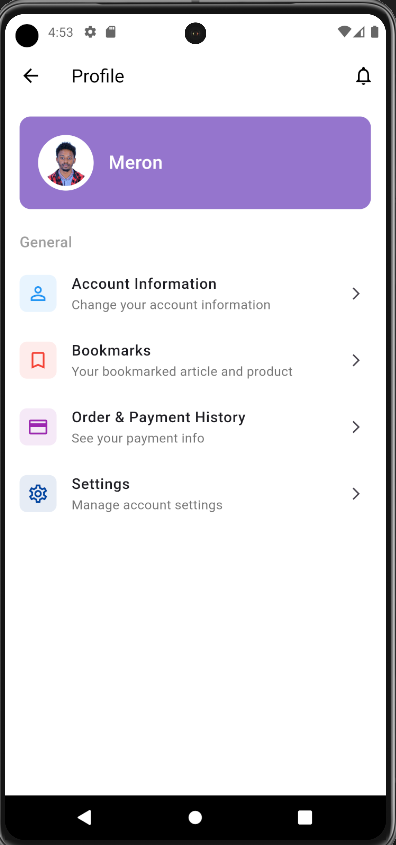 4:53
Profile
Meron
General
Account Information
Change your account information
Bookmarks
Your bookmarked article and product
Order & Payment History
See your payment info
Settings
Manage account settings